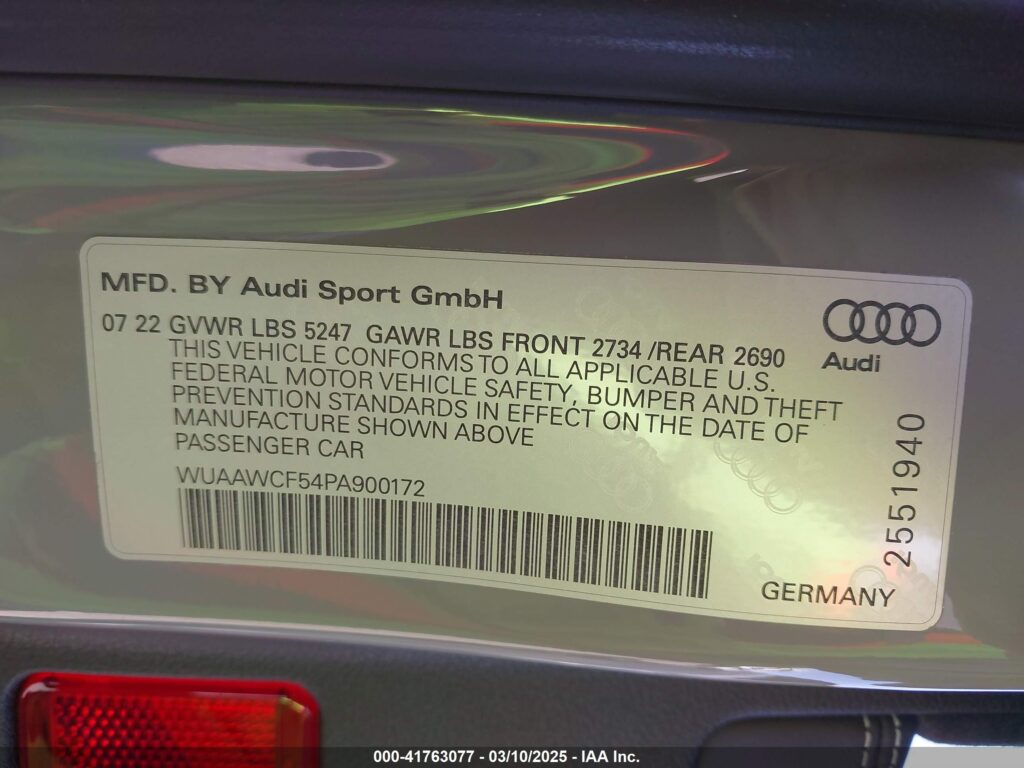 MFD. BY Audi Sport GmbH
07 22 GVWR LBS 5247 GAWR LBS FRONT 2734 /REAR 2690
THIS VEHICLE CONFORMS TO ALL APPLICABLE U.S.
FEDERAL MOTOR VEHICLE SAFETY, BUMPER AND THEFT
PREVENTION STANDARDS IN EFFECT ON THE DATE OF
MANUFACTURE SHOWN ABOVE
PASSENGER CAR
WUAAWCF54PA900172
Audi
2551940
GERMANY
000-41763077 - 03/10/2025 - IAA Inc.